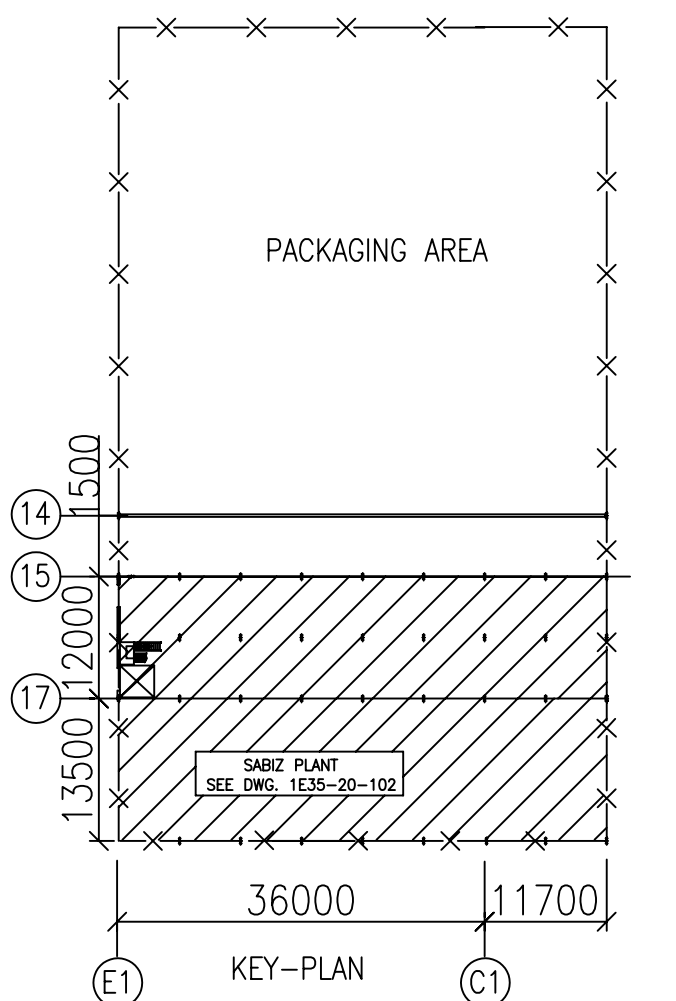 PACKAGING AREA
1500
14
15
12000
17
13500
SABIZ PLANT
SEE DWG. 1E35-20-102
36000
11700
KEY-PLAN
E1
C1